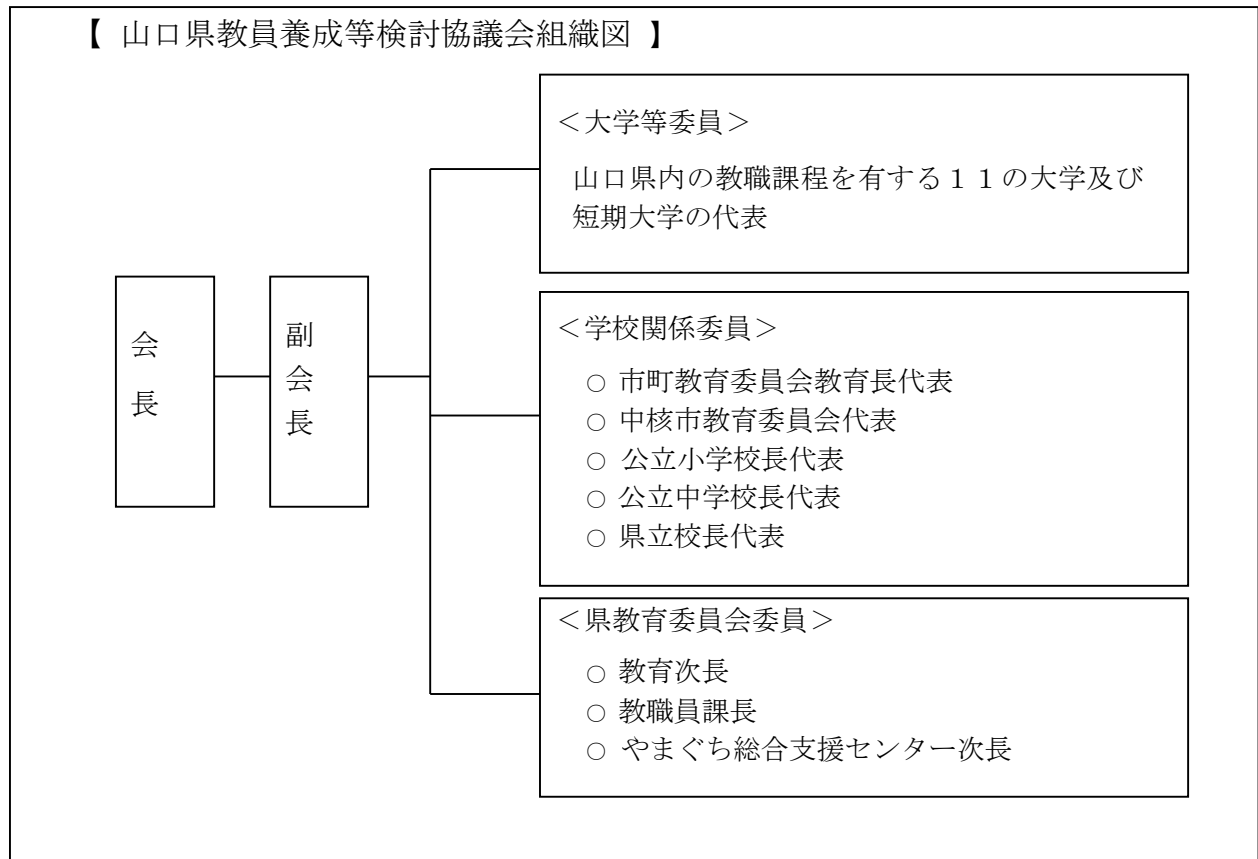 【 山口県教員養成等検討協議会組織図 】
会長
副会長
＜大学等委員＞
山口県内の教職課程を有する１１の大学及び
短期大学の代表
＜学校関係委員＞
○ 市町教育委員会教育長代表
○ 中核市教育委員会代表
○ 公立小学校長代表
○ 公立中学校長代表
○ 県立校長代表
＜県教育委員会委員＞
○ 教育次長
○ 教職員課長
○ やまぐち総合支援センター次長